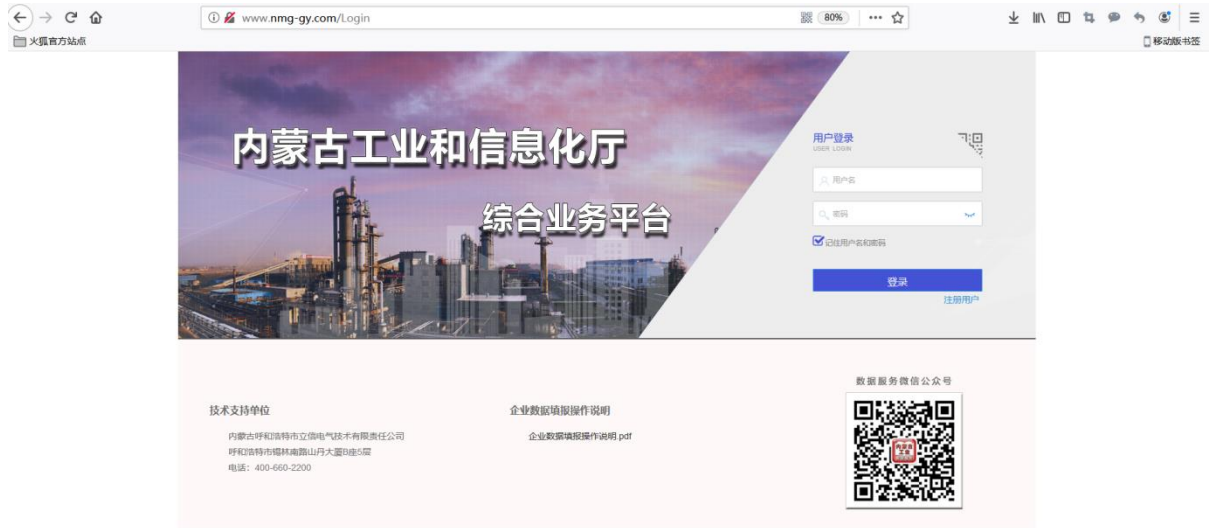 www.nmg-gy.com/Login
80%
火狐官方站点
移动版书签
内蒙古工业和信息化厅
综合业务平台
用户登录
USER LOGIN
用户名
密码
记住用户名和密码
登录
注册用户
技术支持单位
内蒙古呼和浩特市立信电气技术有限责任公司
呼和浩特市锡林南路山丹大厦B座5层
电话：400-660-2200
企业数据填报操作说明
企业数据填报操作说明.pdf
数据服务微信公众号
内蒙古
工业